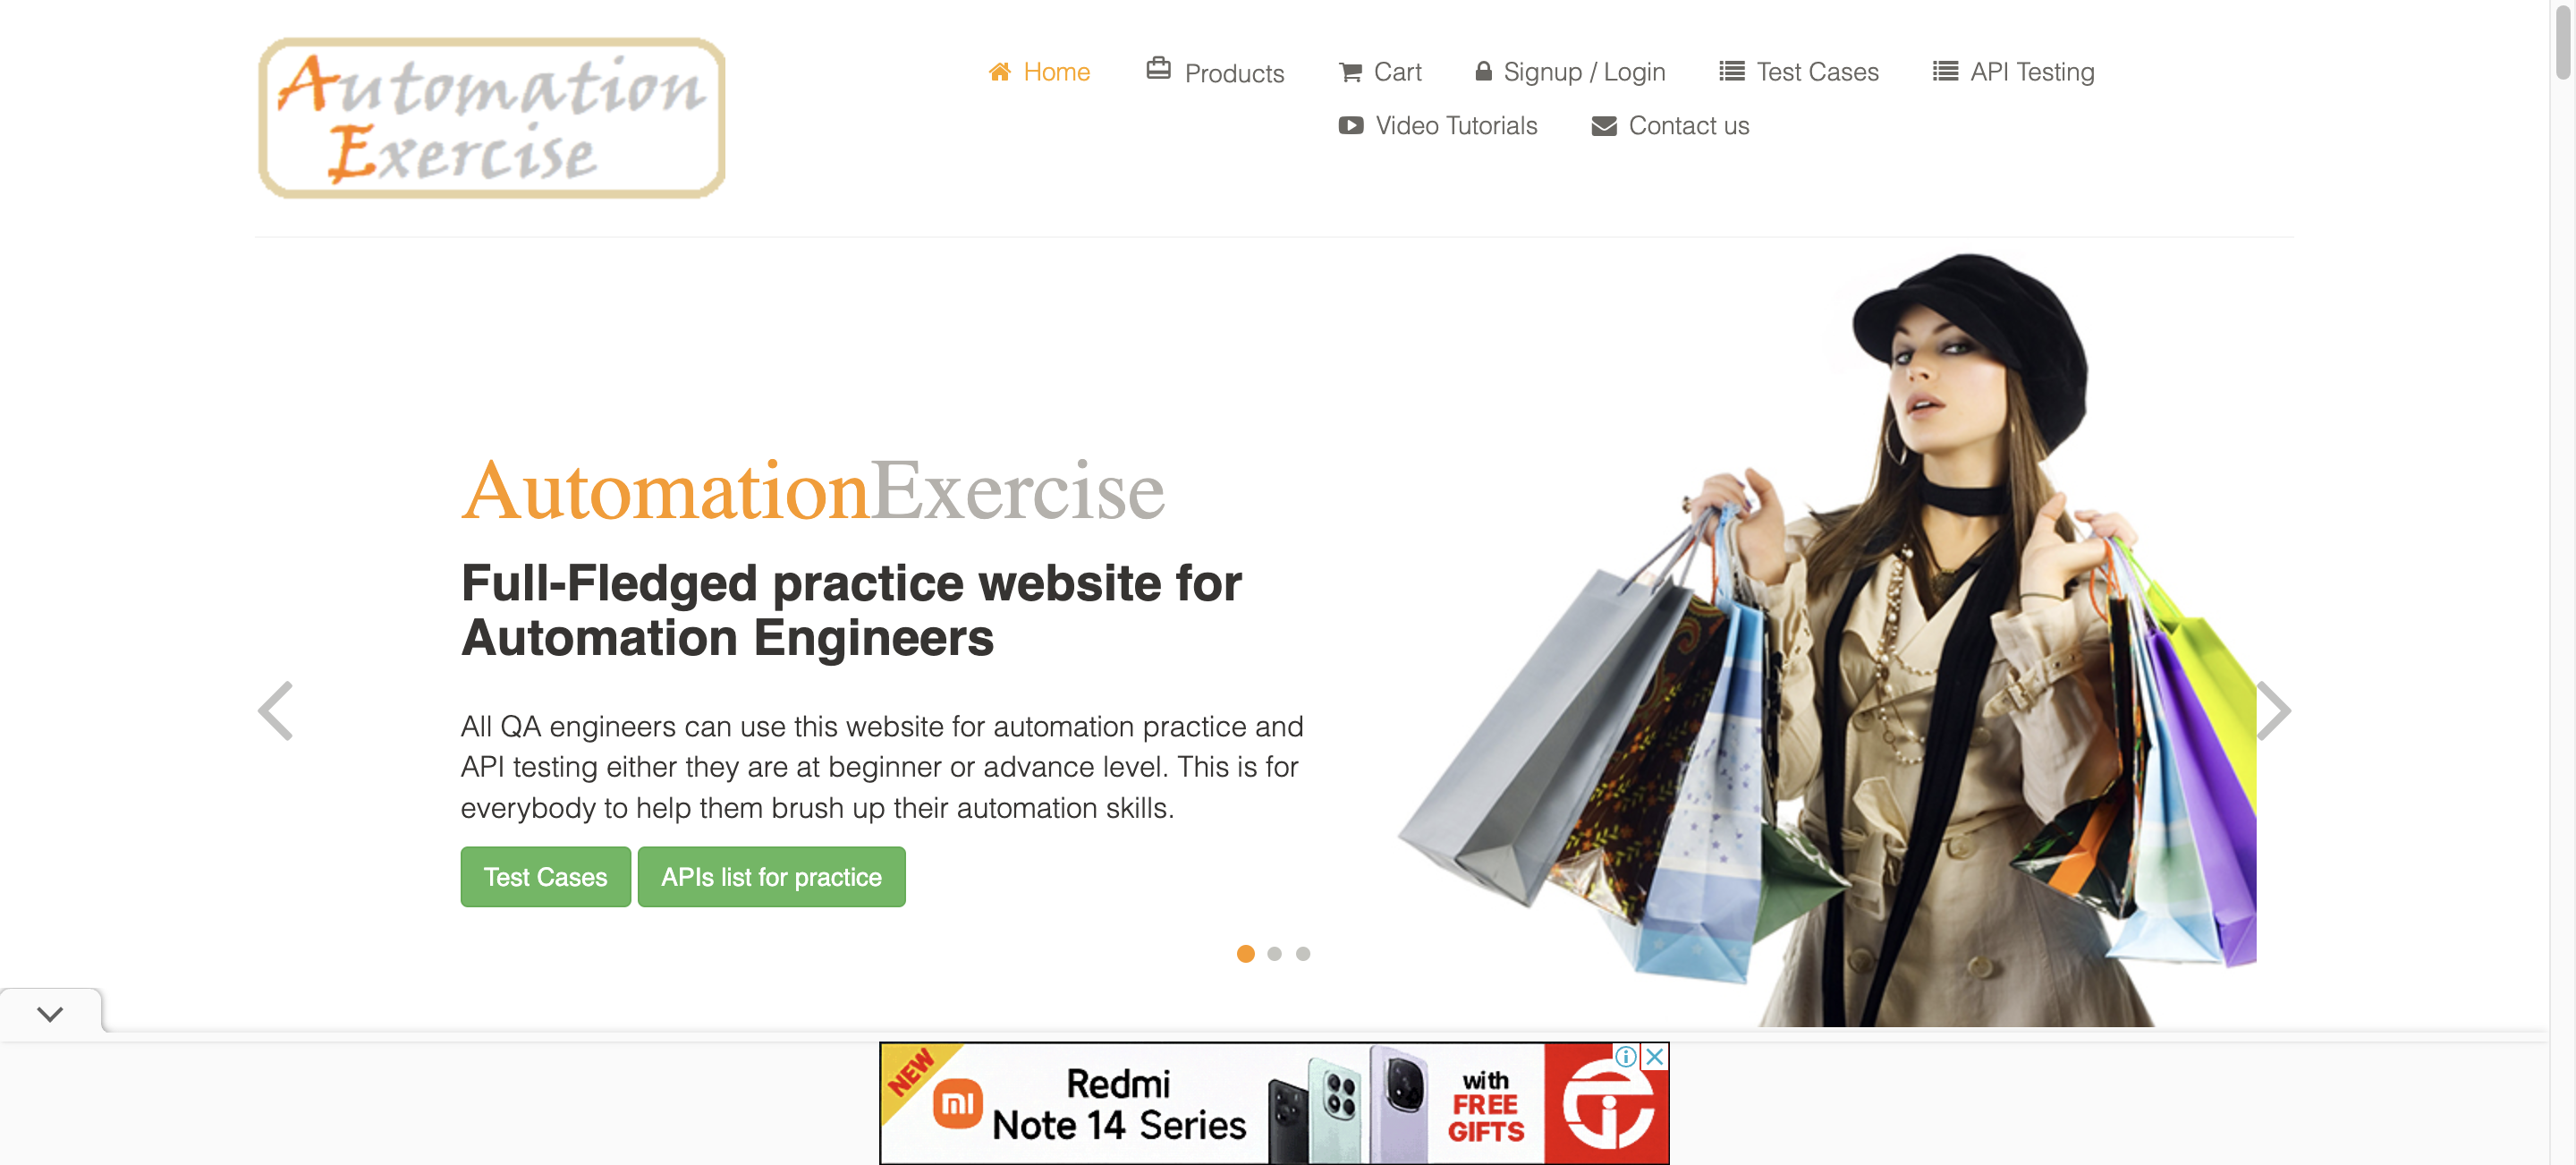 Automation
Exercise
Home
Products
Cart
Signup / Login
Test Cases
API Testing
Video Tutorials
Contact us
AutomationExercise
Full-Fledged practice website for
Automation Engineers
All QA engineers can use this website for automation practice and
API testing either they are at beginner or advance level. This is for
everybody to help them brush up their automation skills.
Test Cases
APIs list for practice
NEW
mi
Redmi
Note 14 Series
with
FREE
GIFTS